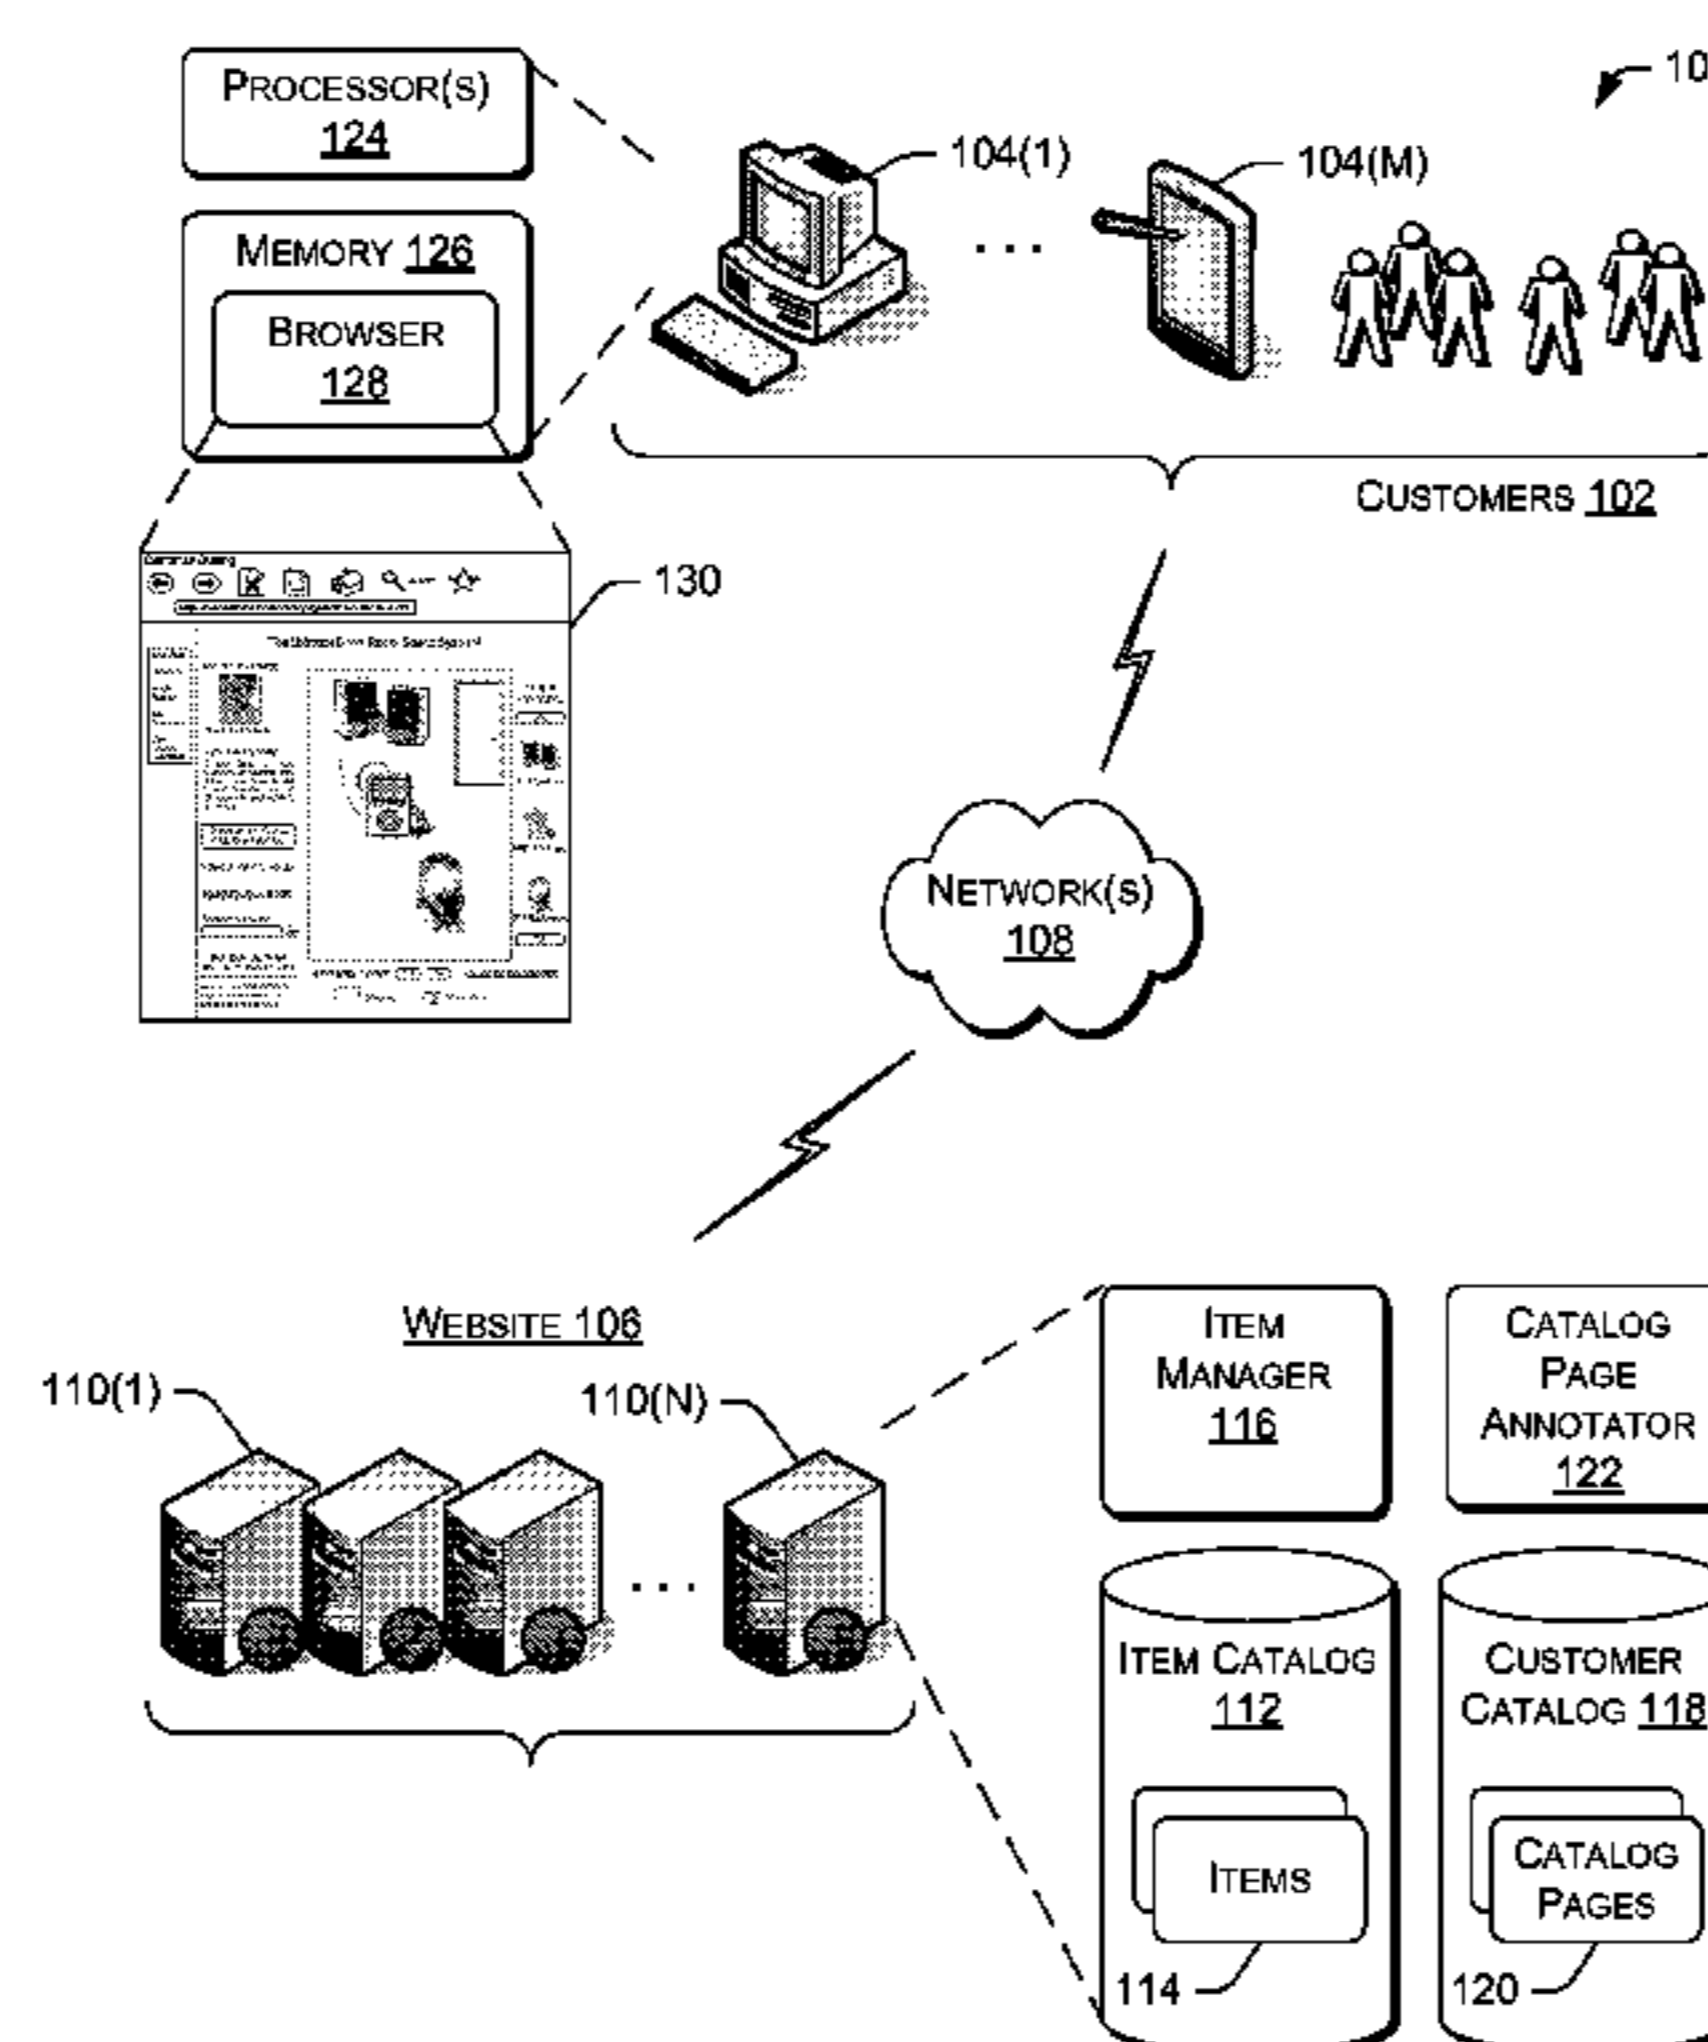 PROCESSOR(S)
124
10
104(1)
104(M)
MEMORY 126
BROWSER
128
CUSTOMERS 102
130
NETWORK(S)
108
WEBSITE 106
110(1)
110(N)
ITEM
MANAGER
116
CATALOG
PAGE
ANNOTATOR
122
ITEM CATALOG
112
CUSTOMER
CATALOG 118
ITEMS
CATALOG
PAGES
114
120